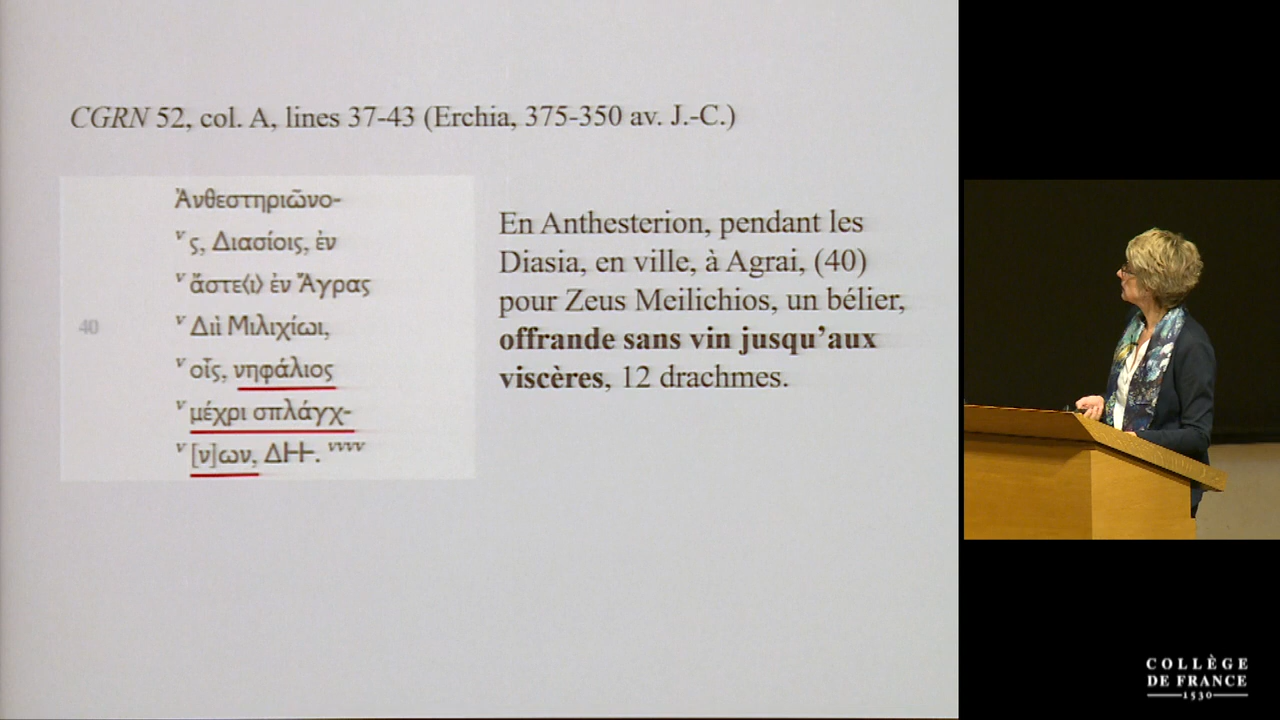 CGRN 52, col. A, lines 37-43 (Erchia, 375-350 av. J.-C.)
Ἀνθεστηριῶνο-
ᵛ ς, Διασίοις, ἐν
ᵛ ἄστε⟨ι⟩ ἐν Ἄγρας
40 ᵛ Διὶ Μιλιχίωι,
ᵛ οἶς, νηφάλιος
ᵛ μέχρι σπλάγχ-
ᵛ [ν]ων, ΔͰͰ. ᵛᵛᵛᵛ
En Anthesterion, pendant les
Diasia, en ville, à Agrai, (40)
pour Zeus Meilichios, un bélier,
offrande sans vin jusqu'aux
viscères, 12 drachmes.
COLLÈGE
DE FRANCE
1530